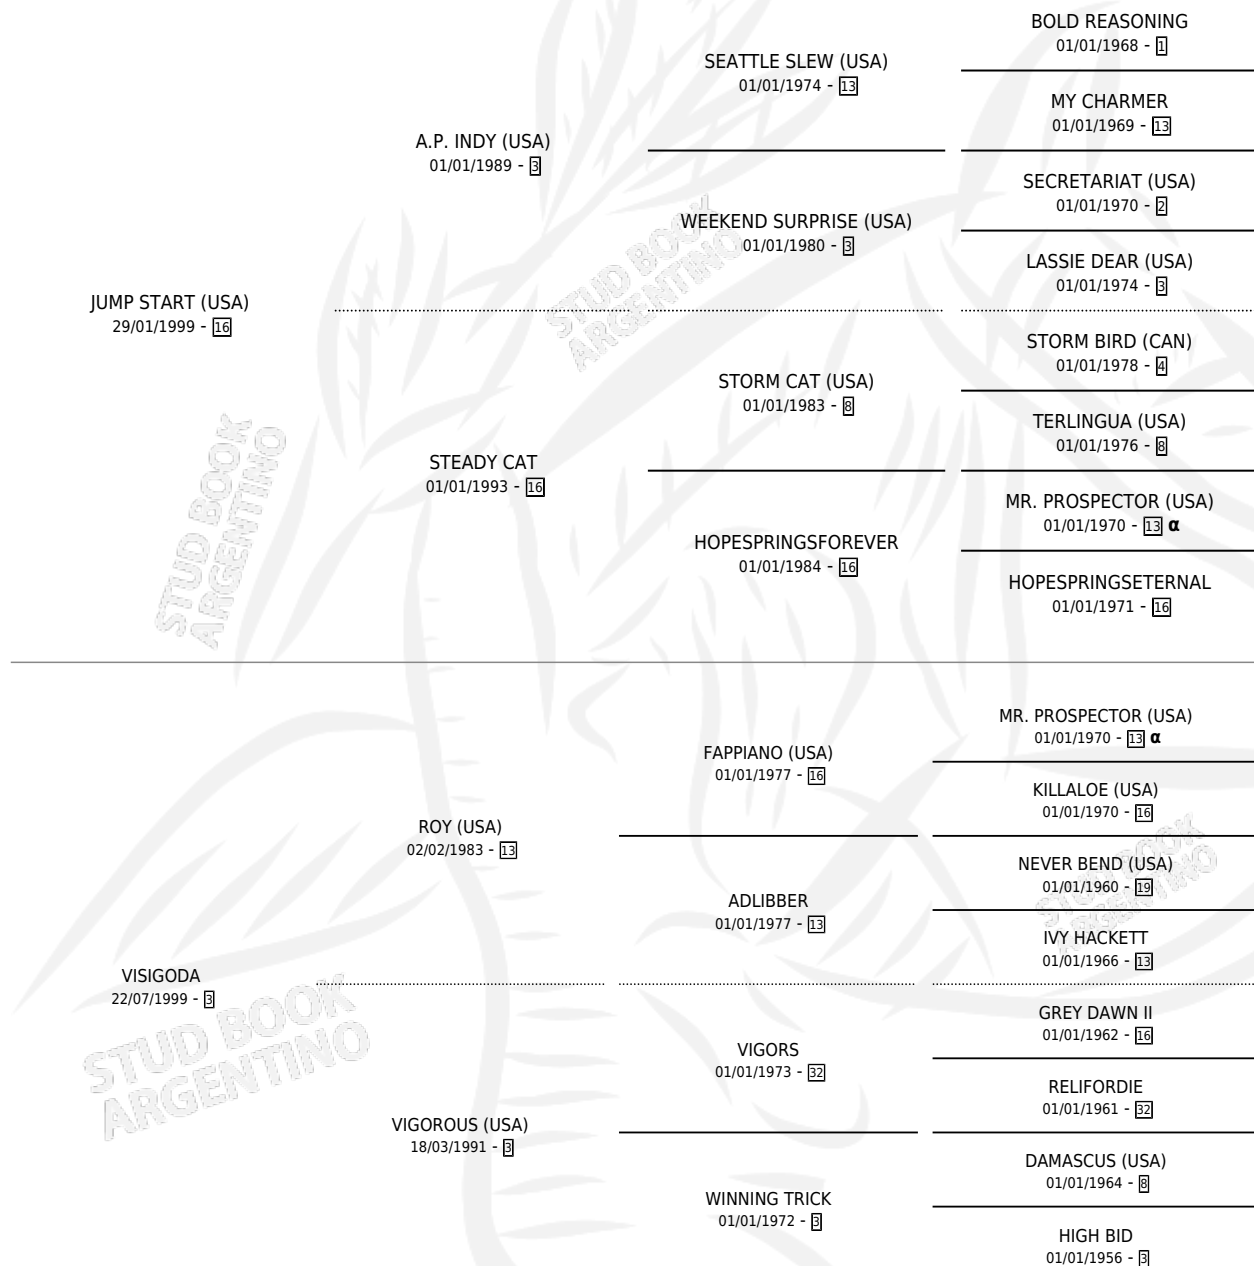 BOLD REASONING
01/01/1968 - 1
SEATTLE SLEW (USA)
01/01/1974 - 13
MY CHARMER
01/01/1969 - 13
A.P. INDY (USA)
01/01/1989 - 3
SECRETARIAT (USA)
01/01/1970 - 2
WEEKEND SURPRISE (USA)
01/01/1980 - 3
LASSIE DEAR (USA)
01/01/1974 - 3
JUMP START (USA)
29/01/1999 - 16
STORM BIRD (CAN)
01/01/1978 - 4
STORM CAT (USA)
01/01/1983 - 8
TERLINGUA (USA)
01/01/1976 - 8
STEADY CAT
01/01/1993 - 16
MR. PROSPECTOR (USA)
01/01/1970 - 13 α
HOPESPRINGSFOREVER
01/01/1984 - 16
HOPESPRINGSETERNAL
01/01/1971 - 16
MR. PROSPECTOR (USA)
01/01/1970 - 13 α
FAPPIANO (USA)
01/01/1977 - 16
KILLALOE (USA)
01/01/1970 - 16
ROY (USA)
02/02/1983 - 13
NEVER BEND (USA)
01/01/1960 - 19
ADLIBBER
01/01/1977 - 13
IVY HACKETT
01/01/1966 - 13
VISIGODA
22/07/1999 - 3
GREY DAWN II
01/01/1962 - 16
VIGORS
01/01/1973 - 32
RELIFORDIE
01/01/1961 - 32
VIGOROUS (USA)
18/03/1991 - 3
DAMASCUS (USA)
01/01/1964 - 8
WINNING TRICK
01/01/1972 - 3
HIGH BID
01/01/1956 - 3
STUD BOOK
ARGENTINO
STUD BOOK
ARGENTINO
STUD BOOK
ARGENTINO
STUD BOOK
ARGENTINO